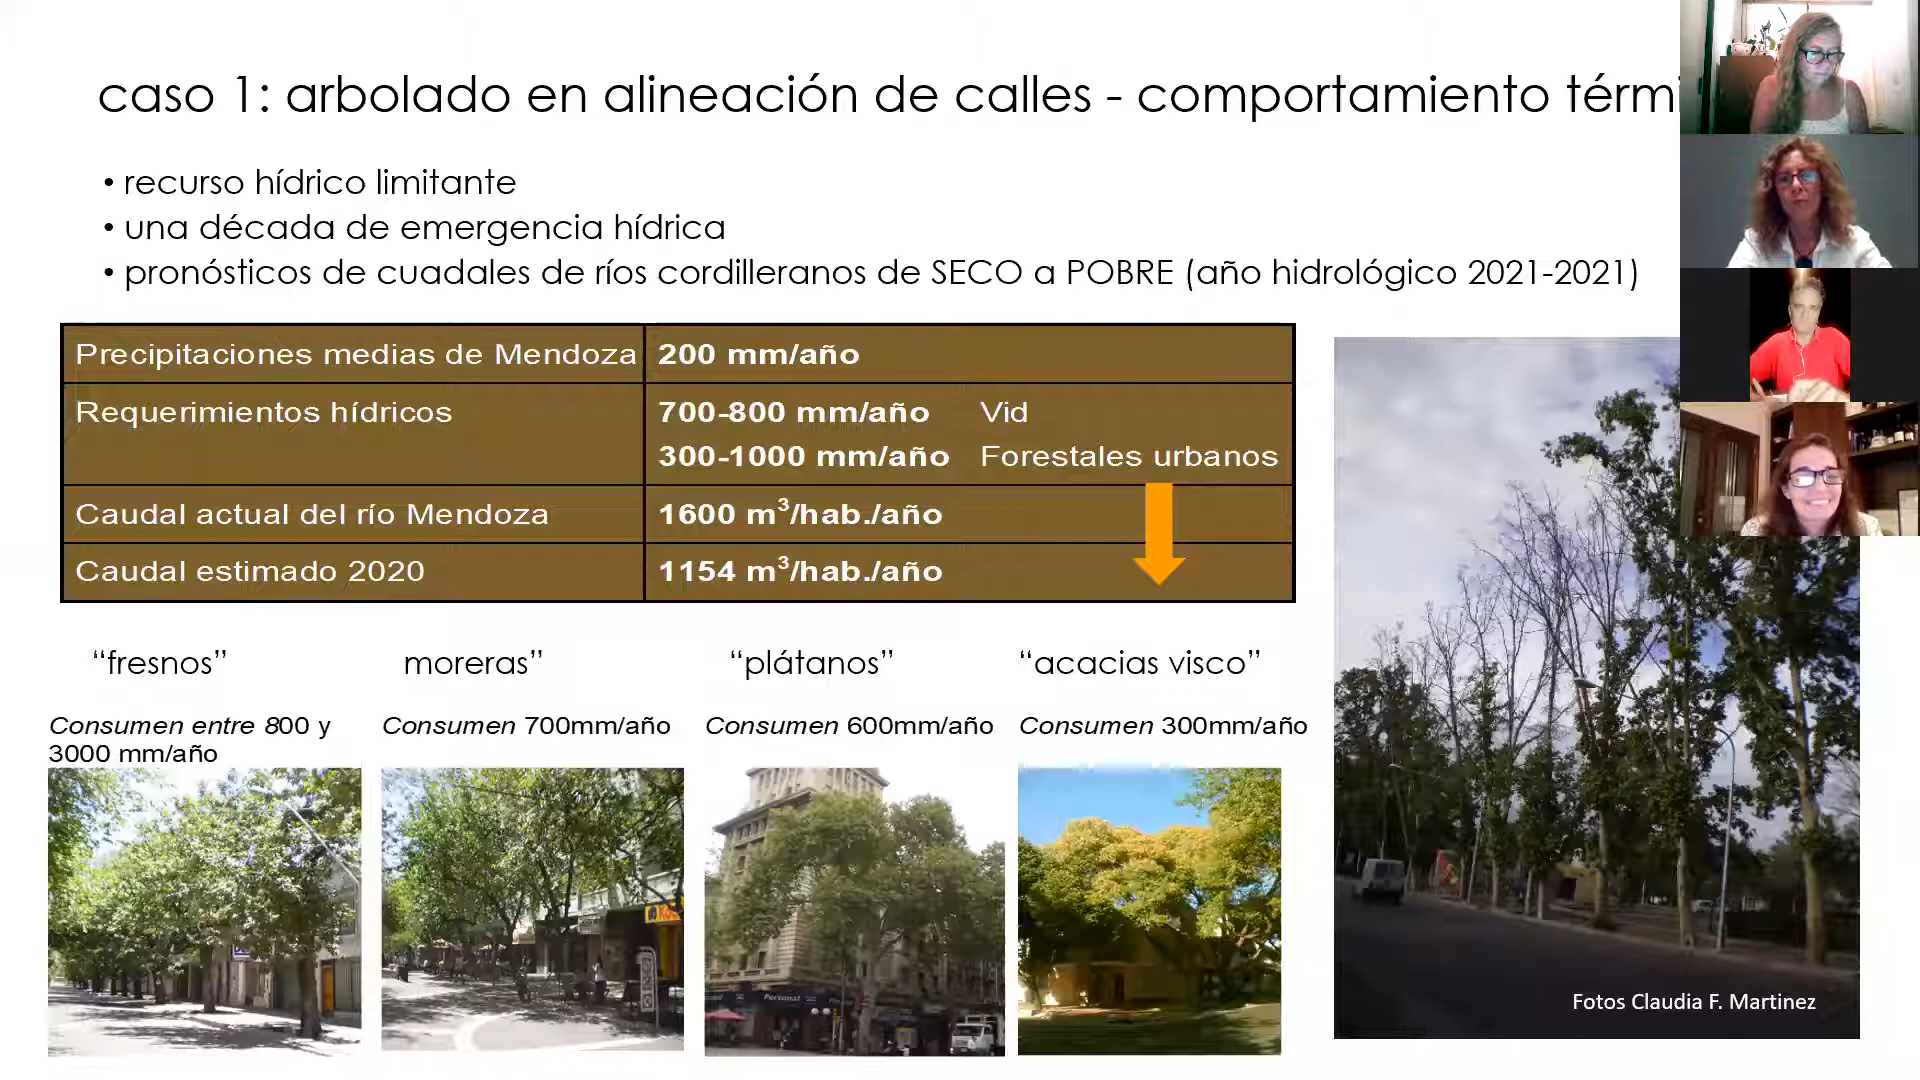 caso 1: arbolado en alineación de calles - comportamiento térmi
• recurso hídrico limitante
• una década de emergencia hídrica
• pronósticos de cuadales de ríos cordilleranos de SECO a POBRE (año hidrológico 2021-2021)
Precipitaciones medias de Mendoza 200 mm/año
Requerimientos hídricos 700-800 mm/año Vid
300-1000 mm/año Forestales urbanos
Caudal actual del río Mendoza 1600 m³/hab./año
Caudal estimado 2020 1154 m³/hab./año
“fresnos” moreras” “plátanos” “acacias visco”
Consumen entre 800 y
3000 mm/año
Consumen 700mm/año
Consumen 600mm/año
Consumen 300mm/año
Personal
Fotos Claudia F. Martinez